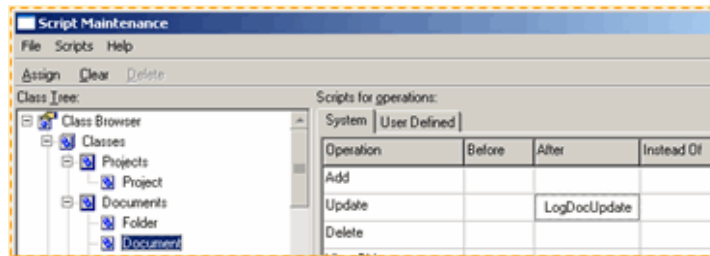 Script Maintenance
File Scripts Help
Assign Clear Delete
Class Tree:
Scripts for operations:
Class Browser
Classes
Projects
Project
Documents
Folder
Document
System User Defined
Operation Before After Instead Of
Add
Update LogDocUpdate
Delete